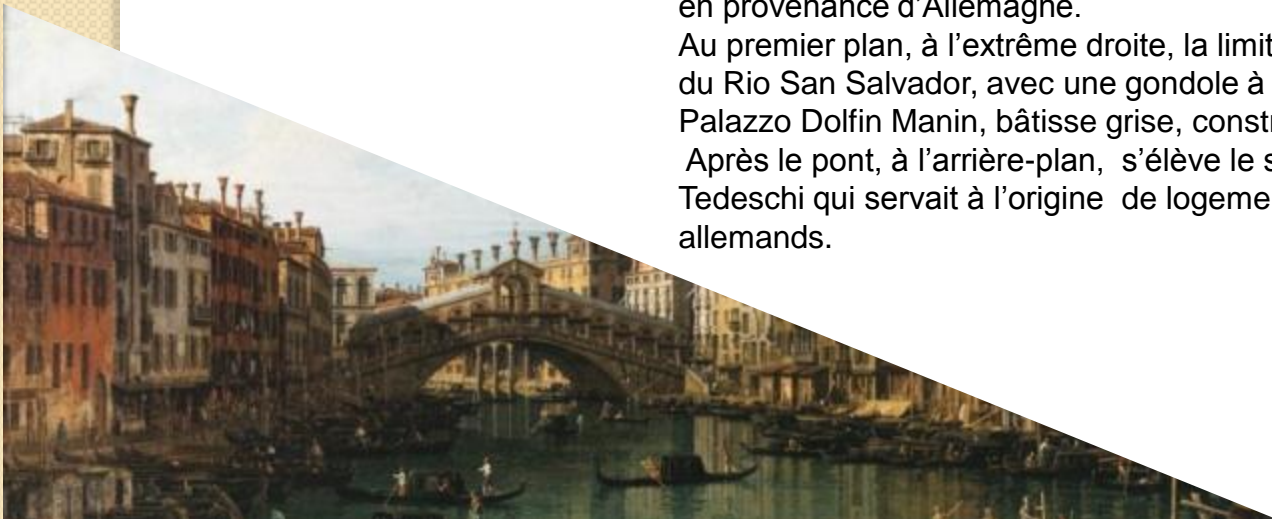 en provenance d’Allemagne.
Au premier plan, à l’extrême droite, la limit
du Rio San Salvador, avec une gondole à
Palazzo Dolfin Manin, bâtisse grise, constr
Après le pont, à l’arrière-plan, s’élève le s
Tedeschi qui servait à l’origine de logeme
allemands.